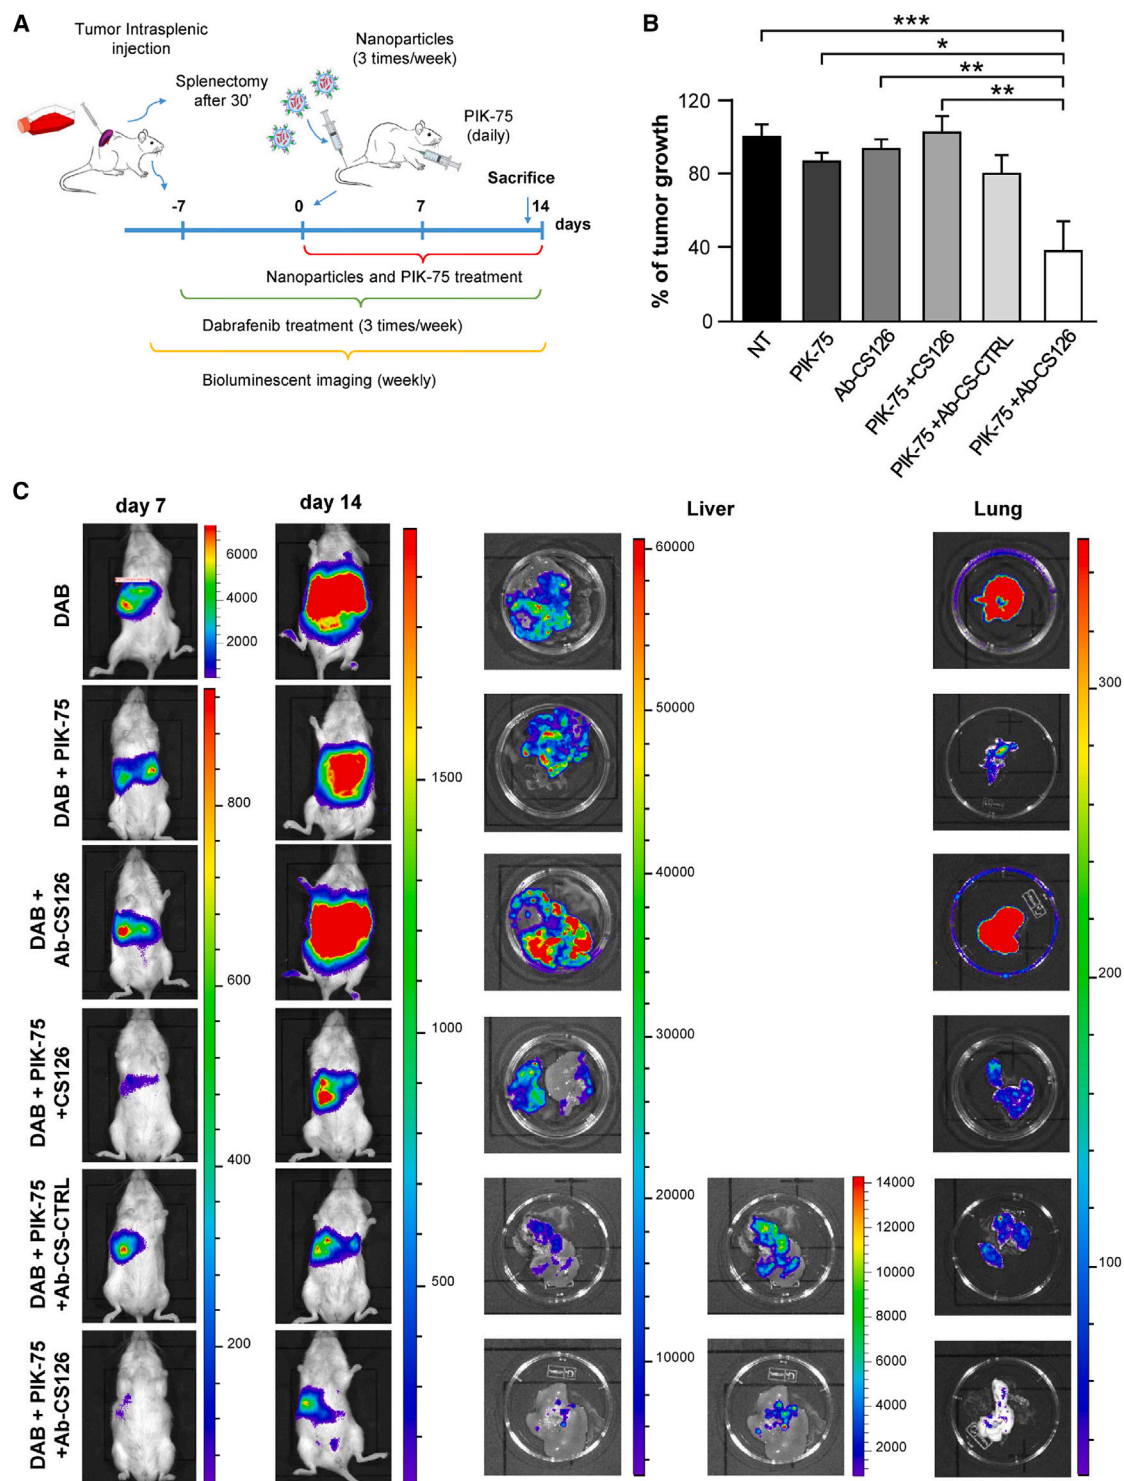 A
Tumor Intrasplenic
injection
Splenectomy
after 30'
Nanoparticles
(3 times/week)
PIK-75
(daily)
Sacrifice
-7
0
7
14
days
Nanoparticles and PIK-75 treatment
Dabrafenib treatment (3 times/week)
Bioluminescent imaging (weekly)
B
***
*
**
**
% of tumor growth
120
80
40
0
NT
PIK-75
Ab-CS126
PIK-75 +CS126
PIK-75 +Ab-CS-CTRL
PIK-75 +Ab-CS126
C
day 7
day 14
Liver
Lung
DAB
6000
4000
2000
60000
300
DAB + PIK-75
800
1500
50000
DAB +
Ab-CS126
600
40000
200
DAB + PIK-75
+CS126
400
1000
30000
DAB + PIK-75
+Ab-CS-CTRL
200
500
20000
14000
12000
10000
8000
6000
4000
2000
100
DAB + PIK-75
+Ab-CS126
10000